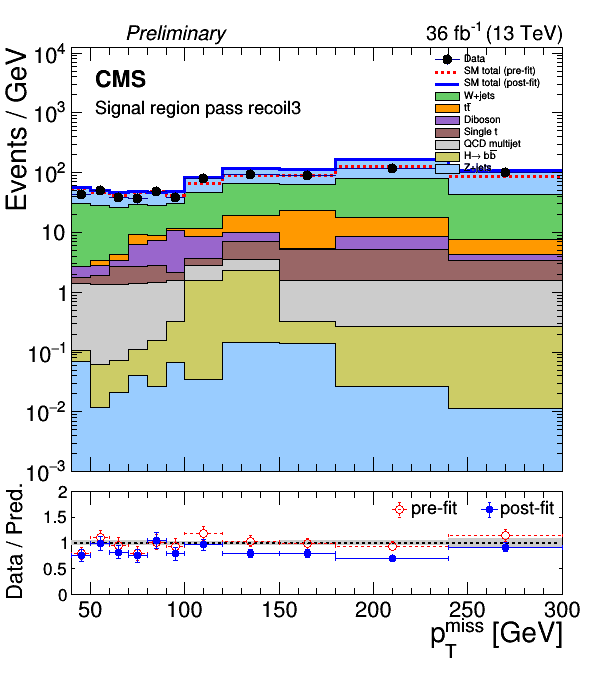 Preliminary
36 fb⁻¹ (13 TeV)
CMS
Signal region pass recoil3
Data
SM total (pre-fit)
SM total (post-fit)
W+jets
tt̅
Diboson
Single t
QCD multijet
H→ bb̅
Z+jets
Events / GeV
10⁴
10³
10²
10
1
10⁻¹
10⁻²
10⁻³
pre-fit
post-fit
Data / Pred.
2
1.5
1
0.5
0
50 100 150 200 250 300
p_T^miss [GeV]